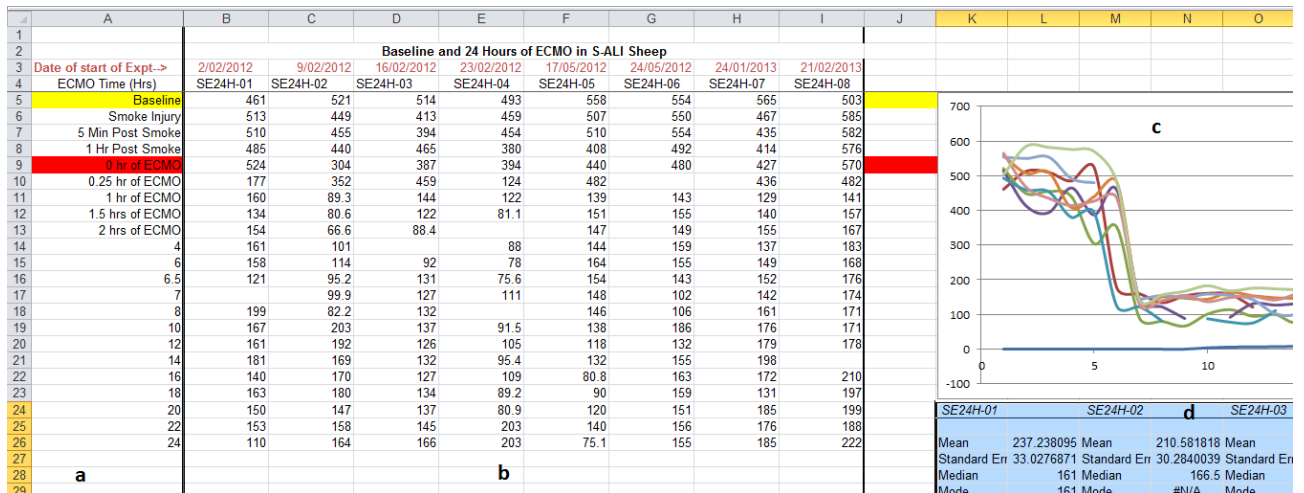 A B C D E F G H I J K L M N O
1
2 Baseline and 24 Hours of ECMO in S-ALI Sheep
3 Date of start of Expt--> 2/02/2012 9/02/2012 16/02/2012 23/02/2012 17/05/2012 24/05/2012 24/01/2013 21/02/2013
4 ECMO Time (Hrs) SE24H-01 SE24H-02 SE24H-03 SE24H-04 SE24H-05 SE24H-06 SE24H-07 SE24H-08
5 Baseline 461 521 514 493 558 554 565 503
6 Smoke Injury 513 449 413 459 507 550 467 585
7 5 Min Post Smoke 510 455 394 454 510 554 435 582
8 1 Hr Post Smoke 485 440 465 380 408 492 414 576
9 0 hr of ECMO 524 304 387 394 440 480 427 570
10 0.25 hr of ECMO 177 352 459 124 482 436 482
11 1 hr of ECMO 160 89.3 144 122 139 143 129 141
12 1.5 hrs of ECMO 134 80.6 122 81.1 151 155 140 157
13 2 hrs of ECMO 154 66.6 88.4 147 149 155 167
14 4 161 101 88 144 159 137 183
15 6 158 114 92 78 164 155 149 168
16 6.5 121 95.2 131 75.6 154 143 152 176
17 7 99.9 127 111 148 102 142 174
18 8 199 82.2 132 146 106 161 171
19 10 167 203 137 91.5 138 186 176 171
20 12 161 192 126 105 118 132 179 178
21 14 181 169 132 95.4 132 155 198
22 16 140 170 127 109 80.8 163 172 210
23 18 163 180 134 89.2 90 159 131 197
24 20 150 147 137 80.9 120 151 185 199
25 22 153 158 145 203 140 156 176 188
26 24 110 164 166 203 75.1 155 185 222
27
28 a b
29
700 c
600
500
400
300
200
100
0
-100
0 5 10
SE24H-01 SE24H-02 d SE24H-03
Mean 237.238095 Mean 210.581818 Mean
Standard Err 33.0276871 Standard Err 30.2840039 Standard Err
Median 161 Median 166.5 Median
Mode 161 Mode #N/A Mode